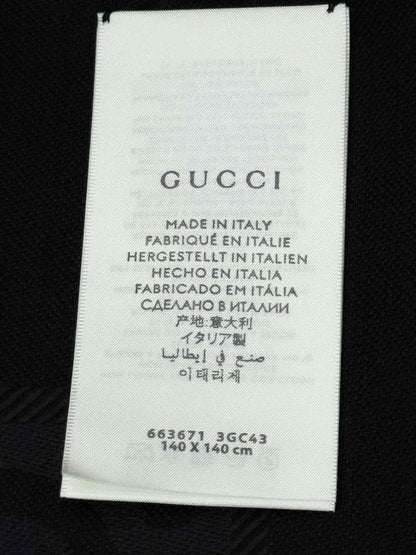 GUCCI
MADE IN ITALY
FABRIQUÉ EN ITALIE
HERGESTELLT IN ITALIEN
HECHO EN ITALIA
FABRICADO EM ITÁLIA
СДЕЛАНО В ИТАЛИИ
产地:意大利
イタリア製
صنع في إيطاليا
이태리제
663671 3GC43
140 X 140 cm